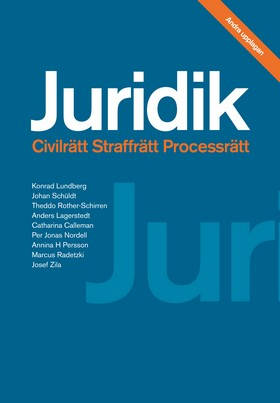 Andra upplagan
Juridik
Civilrätt Straffrätt Processrätt
Konrad Lundberg
Johan Schüldt
Theddo Rother-Schirren
Anders Lagerstedt
Catharina Calleman
Per Jonas Nordell
Annina H Persson
Marcus Radetzki
Josef Zila
Juri